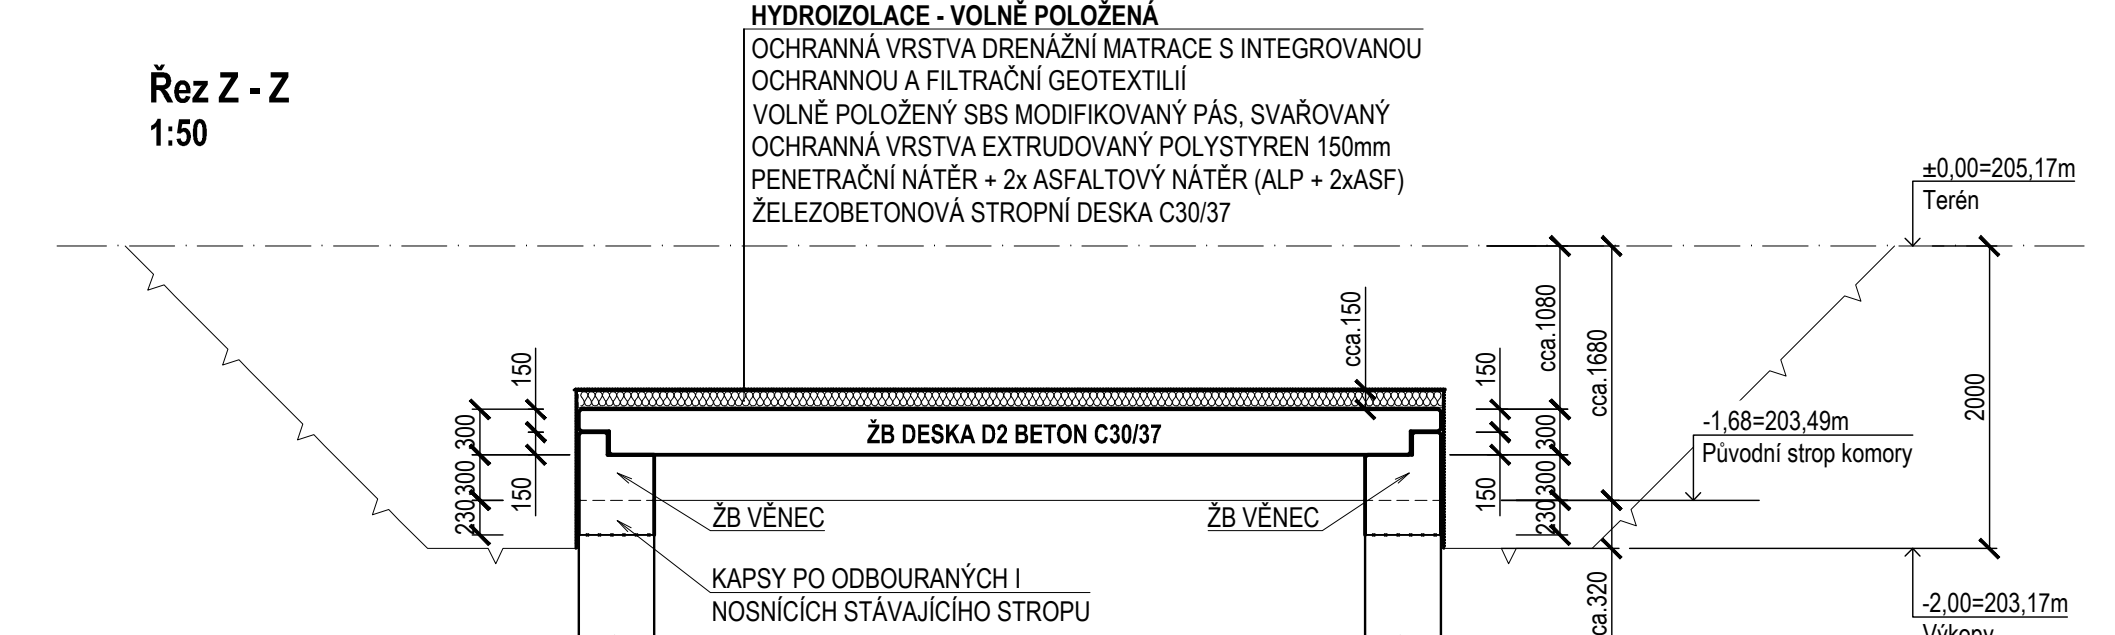 HYDROIZOLACE - VOLNĚ POLOŽENÁ
OCHRANNÁ VRSTVA DRENÁŽNÍ MATRACE S INTEGROVANOU
OCHRANNOU A FILTRAČNÍ GEOTEXTILIÍ
VOLNĚ POLOŽENÝ SBS MODIFIKOVANÝ PÁS, SVAŘOVANÝ
OCHRANNÁ VRSTVA EXTRUDOVANÝ POLYSTYREN 150mm
PENETRAČNÍ NÁTĚR + 2x ASFALTOVÝ NÁTĚR (ALP + 2xASF)
ŽELEZOBETONOVÁ STROPNÍ DESKA C30/37
Řez Z - Z
1:50
±0,00=205,17m
Terén
150
300
300
230
150
cca.150
150
150
cca.1080
300
300
230
cca.1680
cca.320
2000
-1,68=203,49m
Původní strop komory
ŽB DESKA D2 BETON C30/37
ŽB VĚNEC
ŽB VĚNEC
KAPSY PO ODBOURANÝCH I
NOSNÍCÍCH STÁVAJÍCÍHO STROPU
-2,00=203,17m
Výkopy